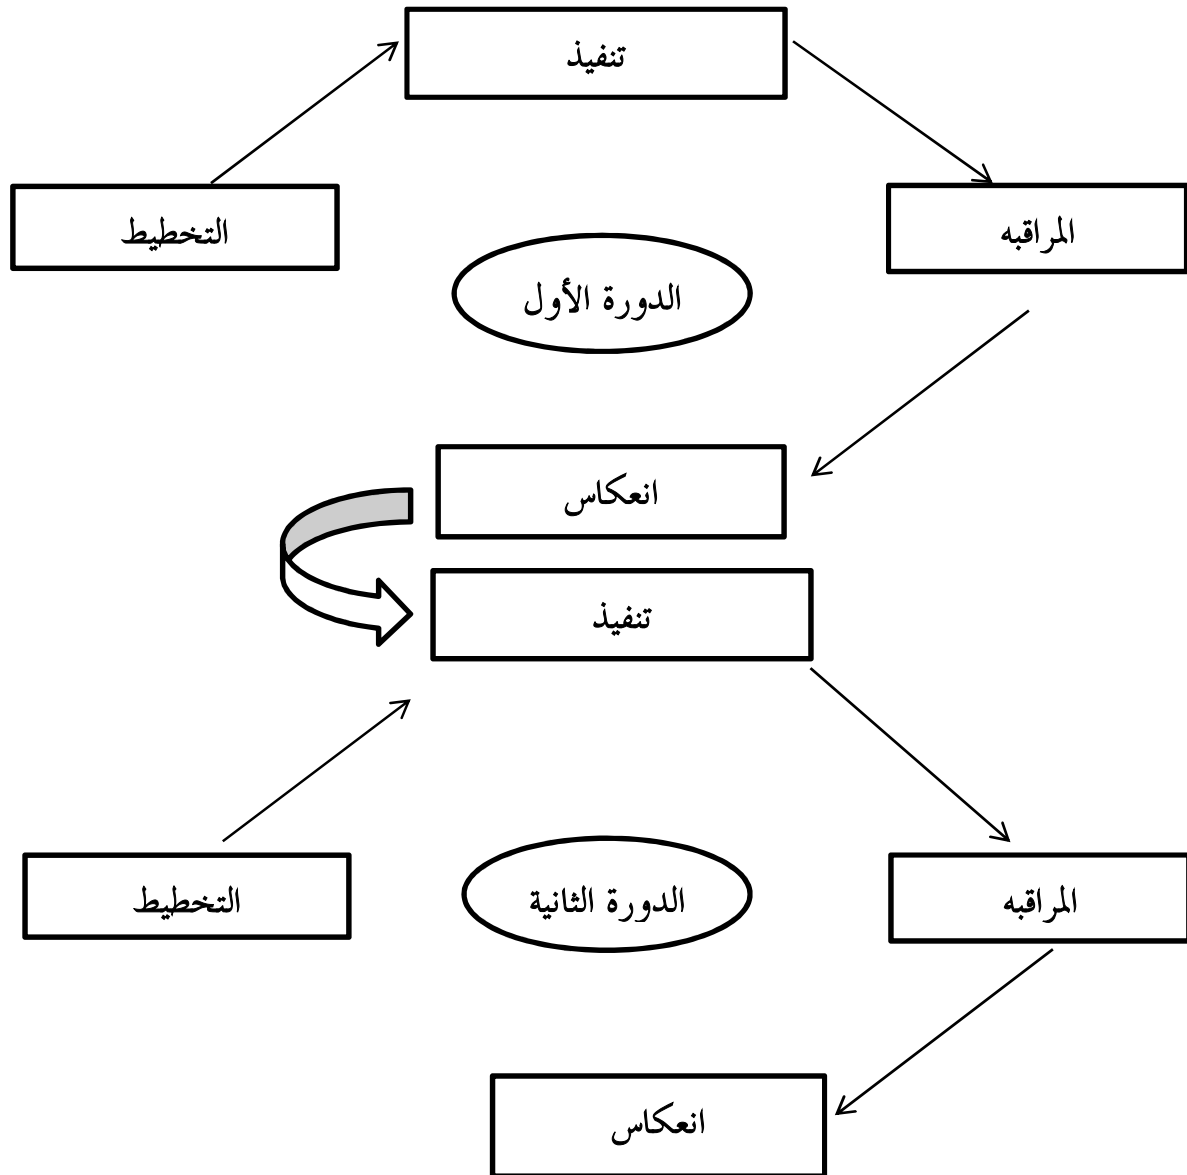 تنفيذ
المراقبه
التخطيط
الدورة الأول
انعكاس
تنفيذ
المراقبه
الدورة الثانية
التخطيط
انعكاس